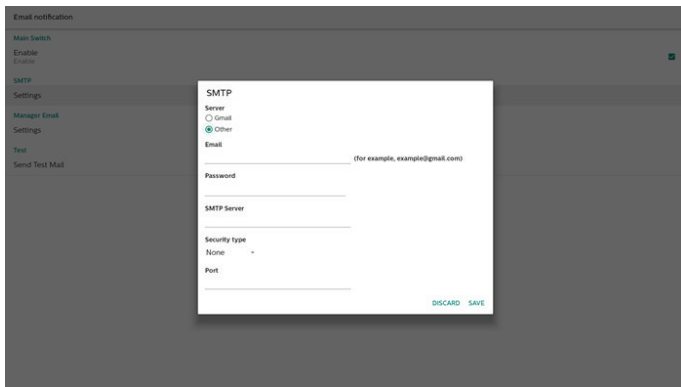 Email notification
Main Switch
Enable
Enable
SMTP
Settings
Manager Email
Settings
Test
Send Test Mail
SMTP
Server
Gmail
Other
Email
(for example, example@gmail.com)
Password
SMTP Server
Security type
None
Port
DISCARD SAVE